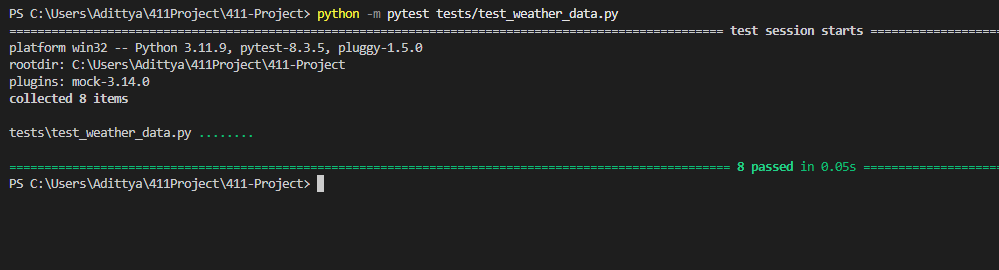 PS C:\Users\Adittya\411Project\411-Project> python -m pytest tests/test_weather_data.py
======================================================================================================= test session starts ===================
platform win32 -- Python 3.11.9, pytest-8.3.5, pluggy-1.5.0
rootdir: C:\Users\Adittya\411Project\411-Project
plugins: mock-3.14.0
collected 8 items
tests\test_weather_data.py ........
======================================================================================================== 8 passed in 0.05s ====================
PS C:\Users\Adittya\411Project\411-Project>